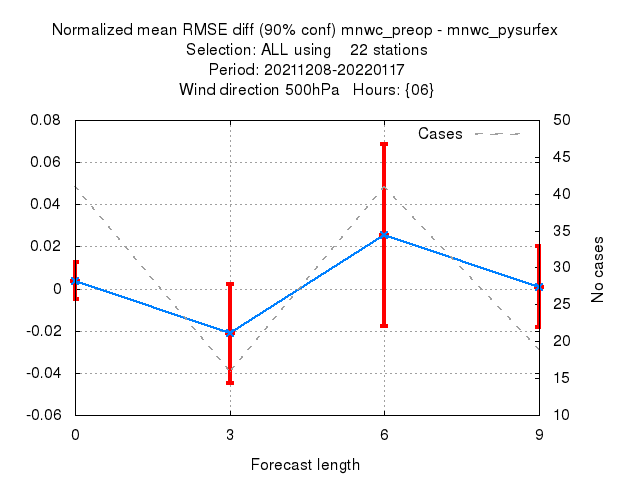 Normalized mean RMSE diff (90% conf) mnwc_preop - mnwc_pysurfex
Selection: ALL using    22 stations
Period: 20211208-20220117
Wind direction 500hPa   Hours: {06}
Cases
0.08
0.06
0.04
0.02
0
-0.02
-0.04
-0.06
50
45
40
35
30
25
20
15
10
No cases
0 3 6 9
Forecast length